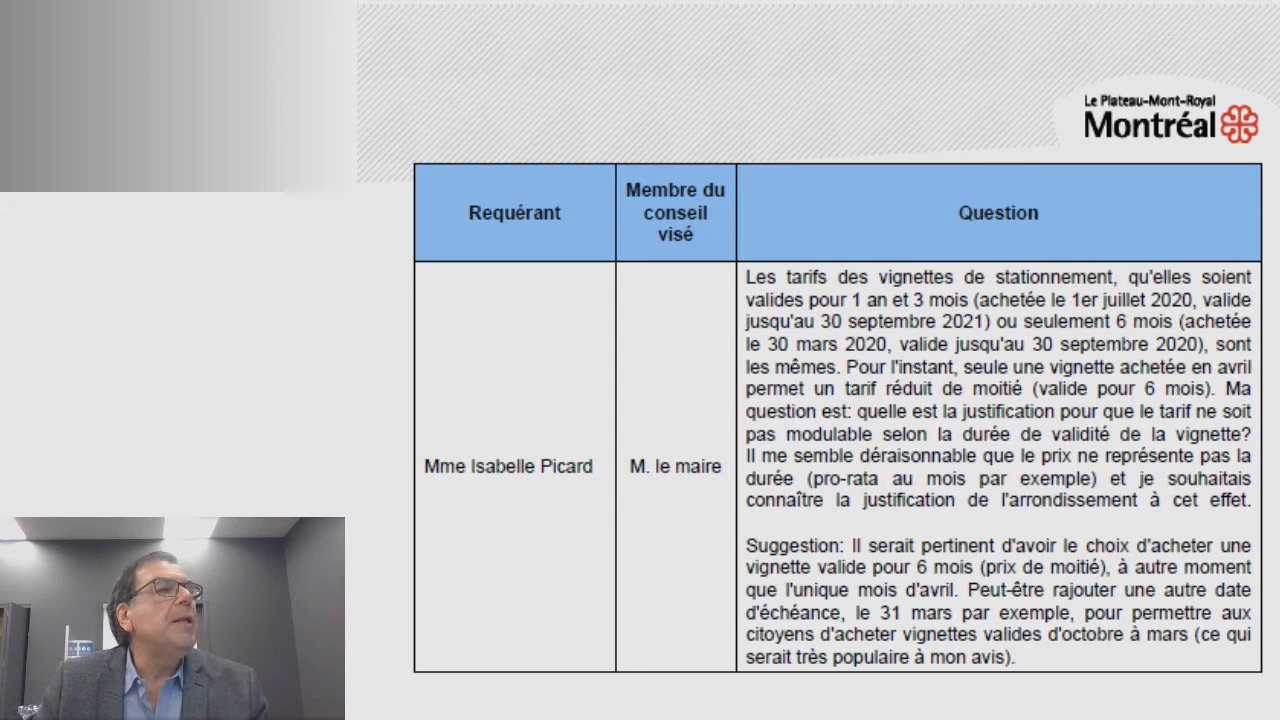 Le Plateau-Mont-Royal
Montréal
Requérant
Membre du
conseil
visé
Question
Mme Isabelle Picard
M. le maire
Les tarifs des vignettes de stationnement, qu'elles soient
valides pour 1 an et 3 mois (achetée le 1er juillet 2020, valide
jusqu'au 30 septembre 2021) ou seulement 6 mois (achetée
le 30 mars 2020, valide jusqu'au 30 septembre 2020), sont
les mêmes. Pour l'instant, seule une vignette achetée en avril
permet un tarif réduit de moitié (valide pour 6 mois). Ma
question est: quelle est la justification pour que le tarif ne soit
pas modulable selon la durée de validité de la vignette?
Il me semble déraisonnable que le prix ne représente pas la
durée (pro-rata au mois par exemple) et je souhaitais
connaître la justification de l'arrondissement à cet effet.
Suggestion: Il serait pertinent d'avoir le choix d'acheter une
vignette valide pour 6 mois (prix de moitié), à autre moment
que l'unique mois d'avril. Peut-être rajouter une autre date
d'échéance, le 31 mars par exemple, pour permettre aux
citoyens d'acheter vignettes valides d'octobre à mars (ce qui
serait très populaire à mon avis).